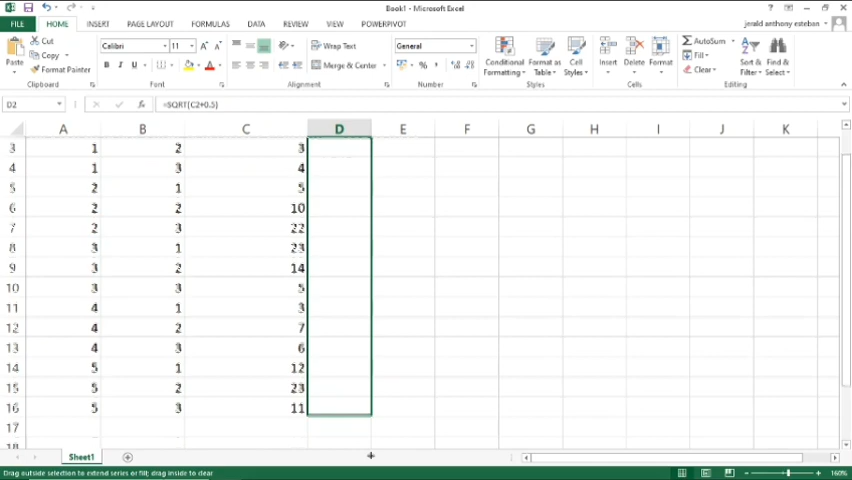 Book1 - Microsoft Excel
FILE HOME INSERT PAGE LAYOUT FORMULAS DATA REVIEW VIEW POWERPIVOT jerald anthony esteban
Cut
Copy
Format Painter
Paste
Clipboard
Calibri 11
B I U
Font
Wrap Text
Merge & Center
Alignment
General
%
Number
Conditional Formatting
Format as Table
Cell Styles
Styles
Insert Delete Format
Cells
AutoSum
Fill
Clear
Sort & Filter
Find & Select
Editing
D2 =SQRT(C2+0.5)
A B C D E F G H I J K
3 1 2 3
4 1 3 4
5 2 1 5
6 2 2 10
7 2 3 22
8 3 1 23
9 3 2 14
10 3 3 5
11 4 1 3
12 4 2 7
13 4 3 6
14 5 1 12
15 5 2 23
16 5 3 11
17
18
Sheet1
Drag outside selection to extend series or fill; drag inside to clear 160%